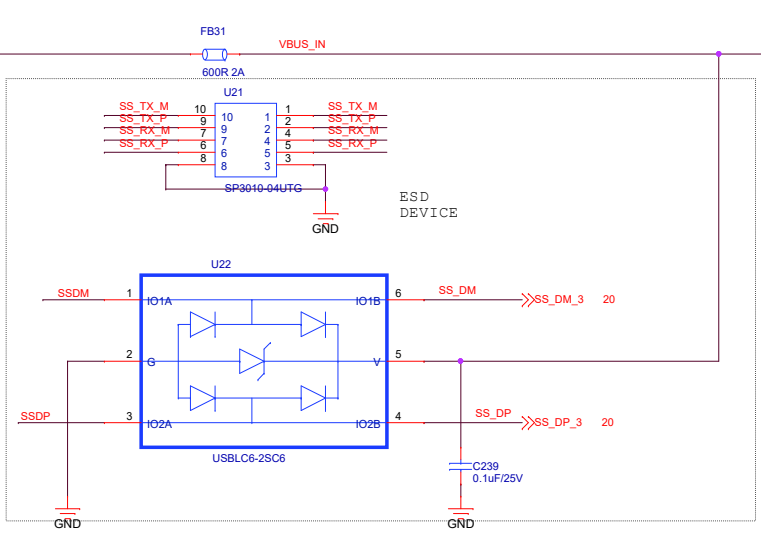 FB31
VBUS_IN
600R 2A
U21
SS_TX_M 10 10 1 1 SS_TX_M
SS_TX_P 9 9 2 2 SS_TX_P
SS_RX_M 7 7 4 4 SS_RX_M
SS_RX_P 6 6 5 5 SS_RX_P
8 8 3 3
SP3010-04UTG
ESD
DEVICE
GND
U22
SSDM 1 IO1A IO1B 6 SS_DM SS_DM_3 20
2 G V 5
SSDP 3 IO2A IO2B 4 SS_DP SS_DP_3 20
USBLC6-2SC6
C239
0.1uF/25V
GND GND